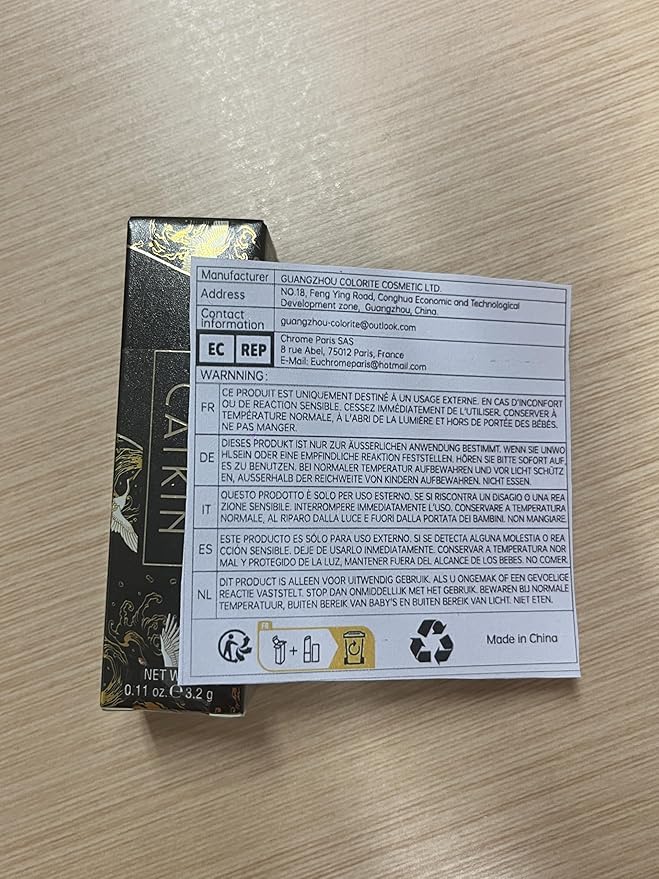 CATKIN
NET W
0.11 oz. ℮ 3.2 g
Manufacturer GUANGZHOU COLORITE COSMETIC LTD.
Address NO.18, Feng Ying Road, Conghua Economic and Technological
Development zone, Guangzhou, China.
Contact
Information guangzhou-colorite@outlook.com
EC REP Chrome Paris SAS
8 rue Abel, 75012 Paris, France
E-Mail: Euchromeparis@hotmail.com
WARNNING:
FR CE PRODUIT EST UNIQUEMENT DESTINÉ À UN USAGE EXTERNE. EN CAS D'INCONFORT
OU DE REACTION SENSIBLE. CESSEZ IMMÉDIATEMENT DE L'UTILISER. CONSERVER À
TEMPÉRATURE NORMALE, À L'ABRI DE LA LUMIÈRE ET HORS DE PORTÉE DES BÉBÉS.
NE PAS MANGER.
DE DIESES PRODUKT IST NUR ZUR ÄUSSERLICHEN ANWENDUNG BESTIMMT. WENN SIE UNWO
HLSEIN ODER EINE EMPFINDLICHE REAKTION FESTSTELLEN. HÖREN SIE BITTE SOFORT AUF,
ES ZU BENUTZEN. BEI NORMALER TEMPERATUR AUFBEWAHREN UND VOR LICHT SCHÜTZ
EN, AUSSERHALB DER REICHWEITE VON KINDERN AUFBEWAHREN. NICHT ESSEN.
IT QUESTO PRODOTTO È SOLO PER USO ESTERNO. SE SI RISCONTRA UN DISAGIO O UNA REA
ZIONE SENSIBILE. INTERROMPERE IMMEDIATAMENTE L'USO. CONSERVARE A TEMPERATURA
NORMALE, AL RIPARO DALLA LUCE E FUORI DALLA PORTATA DEI BAMBINI. NON MANGIARE.
ES ESTE PRODUCTO ES SÓLO PARA USO EXTERNO. SI SE DETECTA ALGUNA MOLESTIA O REA
CCIÓN SENSIBLE. DEJE DE USARLO INMEDIATAMENTE. CONSERVAR A TEMPERATURA NOR
MAL Y PROTEGIDO DE LA LUZ, MANTENER FUERA DEL ALCANCE DE LOS BEBES. NO COMER.
NL DIT PRODUCT IS ALLEEN VOOR UITWENDIG GEBRUIK. ALS U ONGEMAK OF EEN GEVOELIGE
REACTIE VASTSTELT. STOP DAN ONMIDDELLIJK MET HET GEBRUIK. BEWAREN BIJ NORMALE
TEMPERATUUR, BUITEN BEREIK VAN BABY'S EN BUITEN BEREIK VAN LICHT. NIET ETEN.
FR
Made in China